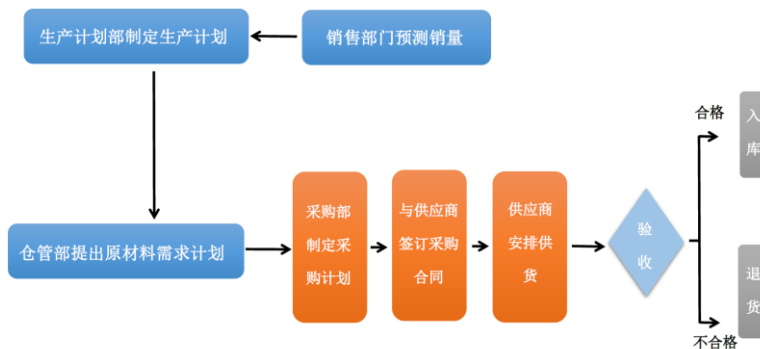 生产计划部制定生产计划
销售部门预测销量
仓管部提出原材料需求计划
采购部
制定采
购计划
与供应商
签订采购
合同
供应商
安排供
货
验
收
合格
入
库
不合格
退
货